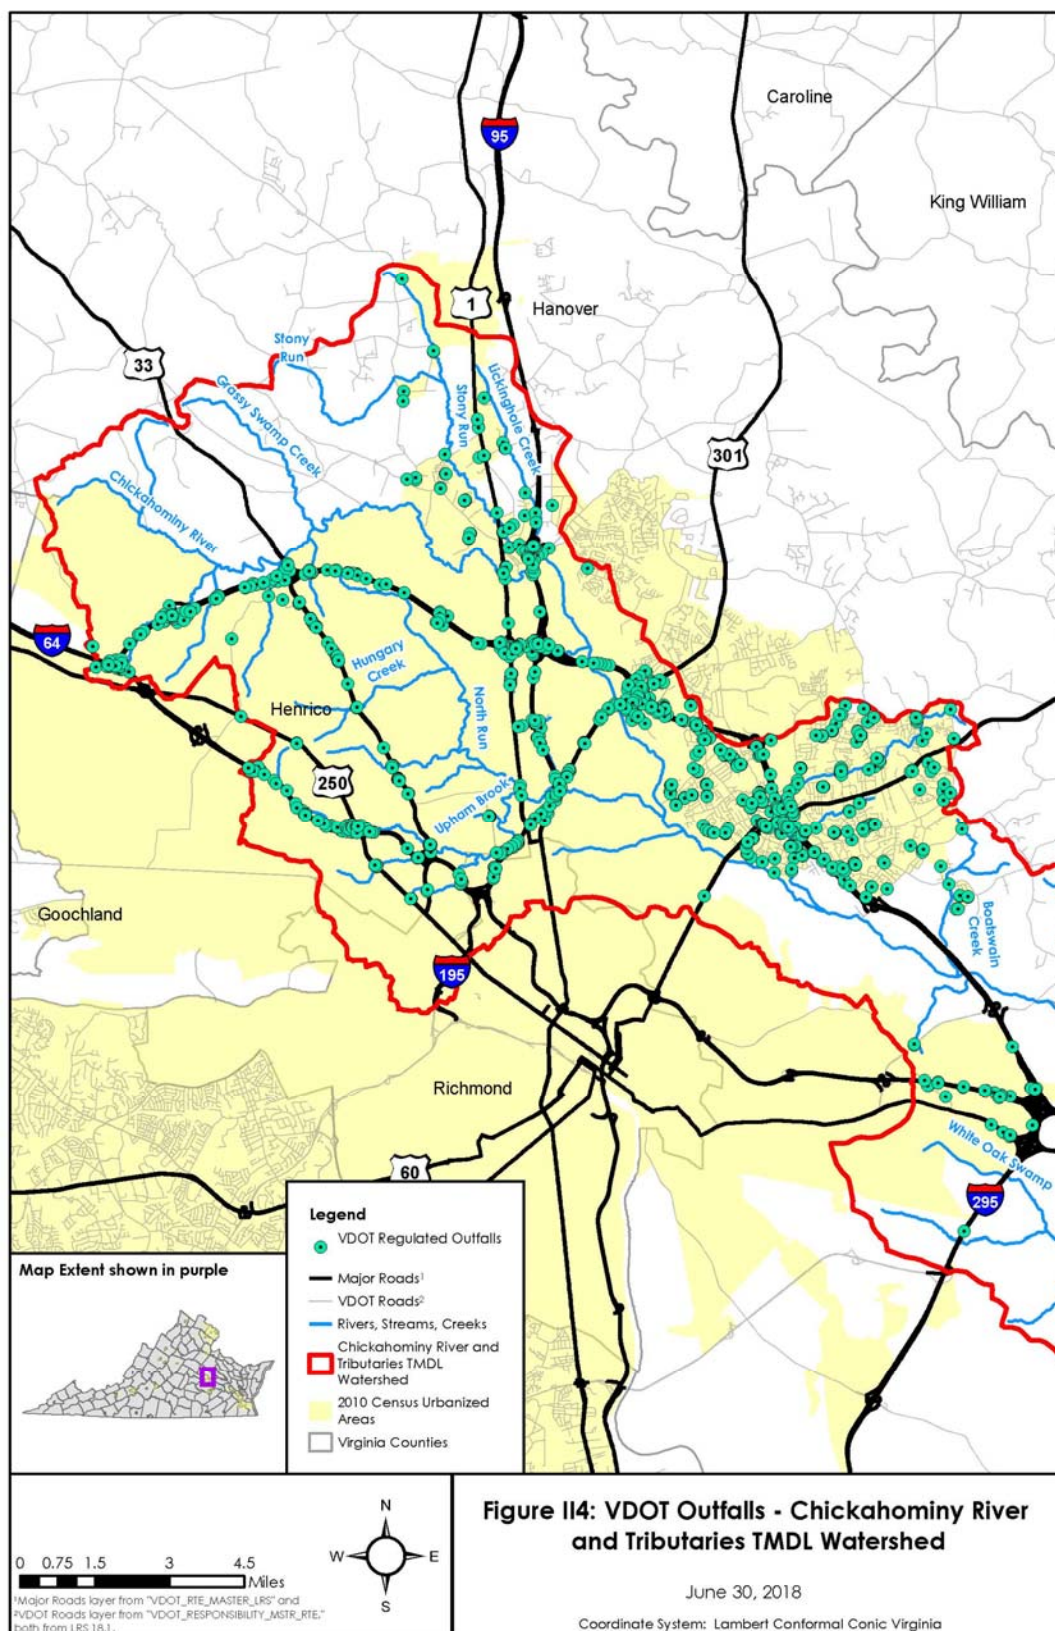 Caroline
95
King William
1
Hanover
33
Stony
Run
Grassy Swamp Creek
Stony Run
Lickinghole Creek
301
Chickahominy River
64
Hungary
Creek
Henrico
North Run
250
Upham Brook
Goochland
Boatswain
Creek
195
Richmond
White Oak Swamp
60
295
Legend
VDOT Regulated Outfalls
Major Roads¹
VDOT Roads²
Rivers, Streams, Creeks
Chickahominy River and
Tributaries TMDL
Watershed
2010 Census Urbanized
Areas
Virginia Counties
Map Extent shown in purple
N
W E
S
0 0.75 1.5 3 4.5
Miles
¹Major Roads layer from "VDOT_RTE_MASTER_LRS" and
²VDOT Roads layer from "VDOT_RESPONSIBILITY_MSTR_RTE,"
both from LRS 18.1.
Figure II4: VDOT Outfalls - Chickahominy River
and Tributaries TMDL Watershed
June 30, 2018
Coordinate System: Lambert Conformal Conic Virginia